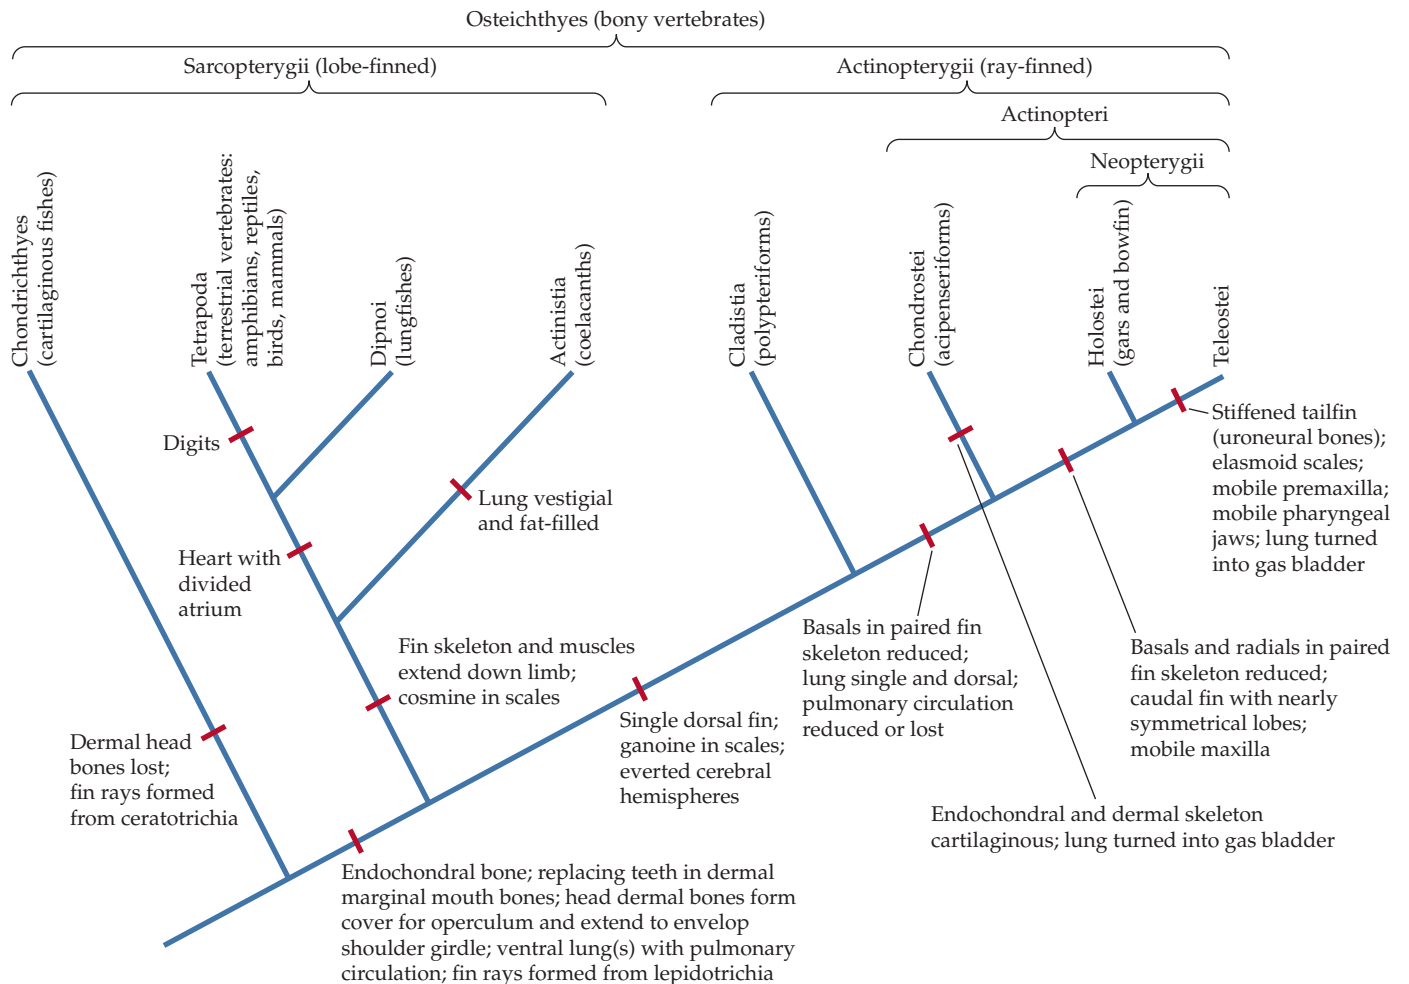 Osteichthyes (bony vertebrates)
Sarcopterygii (lobe-finned)
Actinopterygii (ray-finned)
Actinopteri
Neopterygii
Chondrichthyes
(cartilaginous fishes)
Tetrapoda
(terrestrial vertebrates:
amphibians, reptiles,
birds, mammals)
Dipnoi
(lungfishes)
Actinistia
(coelacanths)
Cladistia
(polypteriforms)
Chondrostei
(acipenseriforms)
Holostei
(gars and bowfin)
Teleostei
Digits
Lung vestigial
and fat-filled
Stiffened tailfin
(uroneural bones);
elasmoid scales;
mobile premaxilla;
mobile pharyngeal
jaws; lung turned
into gas bladder
Heart with
divided
atrium
Fin skeleton and muscles
extend down limb;
cosmine in scales
Basals in paired fin
skeleton reduced;
lung single and dorsal;
pulmonary circulation
reduced or lost
Basals and radials in paired
fin skeleton reduced;
caudal fin with nearly
symmetrical lobes;
mobile maxilla
Dermal head
bones lost;
fin rays formed
from ceratotrichia
Single dorsal fin;
ganoine in scales;
everted cerebral
hemispheres
Endochondral and dermal skeleton
cartilaginous; lung turned into gas bladder
Endochondral bone; replacing teeth in dermal
marginal mouth bones; head dermal bones form
cover for operculum and extend to envelop
shoulder girdle; ventral lung(s) with pulmonary
circulation; fin rays formed from lepidotrichia